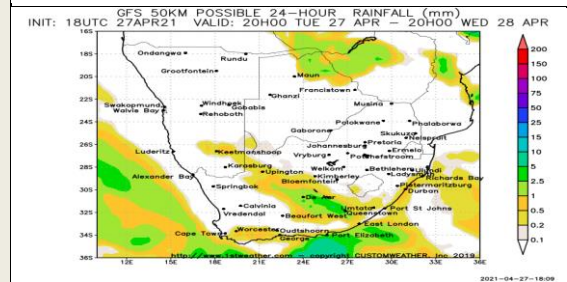 GFS 50KM POSSIBLE 24-HOUR RAINFALL (mm)
INIT: 18UTC 27APR21 VALID: 20H00 TUE 27 APR - 20H00 WED 28 APR
16S
18S
20S
22S
24S
26S
28S
30S
32S
34S
36S
Ondangwa
Rundu
Grootfontein
Maun
Ghanzi
Francistown
Swakopmund
Walvis Bay
Windhoek
Gobabis
Rehoboth
Musina
Polokwane
Phalaborwa
Skukuza
Nelspruit
Gaborone
Pretoria
Johannesburg
Ermelo
Vryburg
Potchefstroom
Luderitz
Keetmanshoop
Karasburg
Upington
Welkom
Bethlehem
Ladysmith
Ulundi
Richards Bay
Kimberley
Bloemfontein
Pietermaritzburg
Durban
Alexander Bay
Springbok
De Aar
Calvinia
Vredendal
Beaufort West
Umtata
Queenstown
Port St Johns
East London
Cape Town
Worcester
Oudtshoorn
George
Port Elizabeth
http://www.1stweather.com - copyright CUSTOMWEATHER, Inc 2019
12E 15E 18E 21E 24E 27E 30E 33E 36E
200
150
100
75
50
25
15
10
5
2.5
1
0.5
0.2
0.1
2021-04-27-18:09